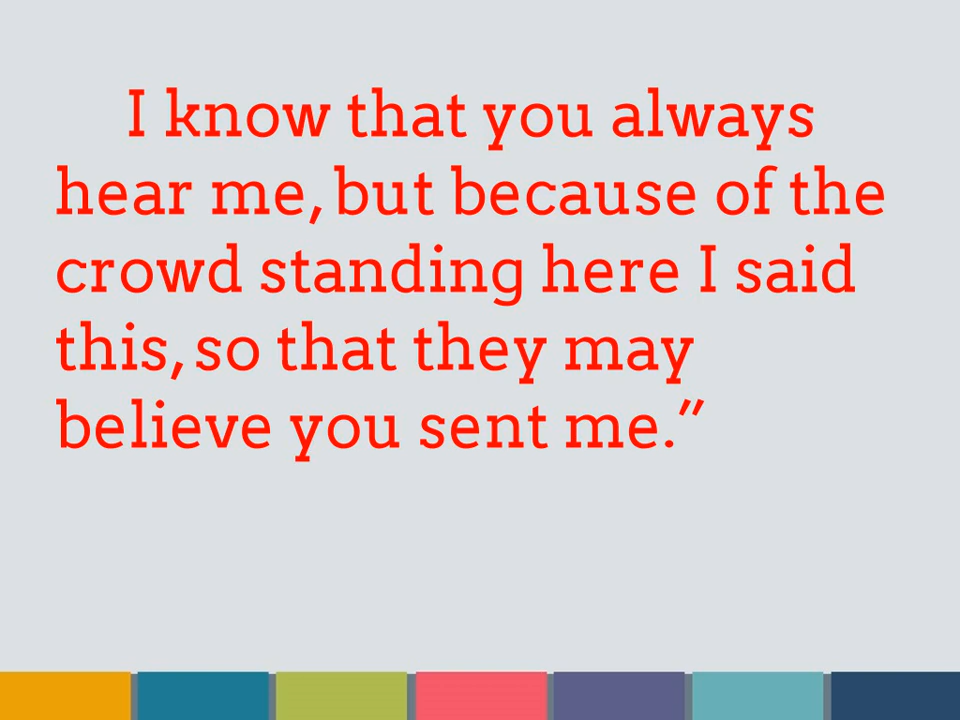 I know that you always
hear me, but because of the
crowd standing here I said
this, so that they may
believe you sent me.”